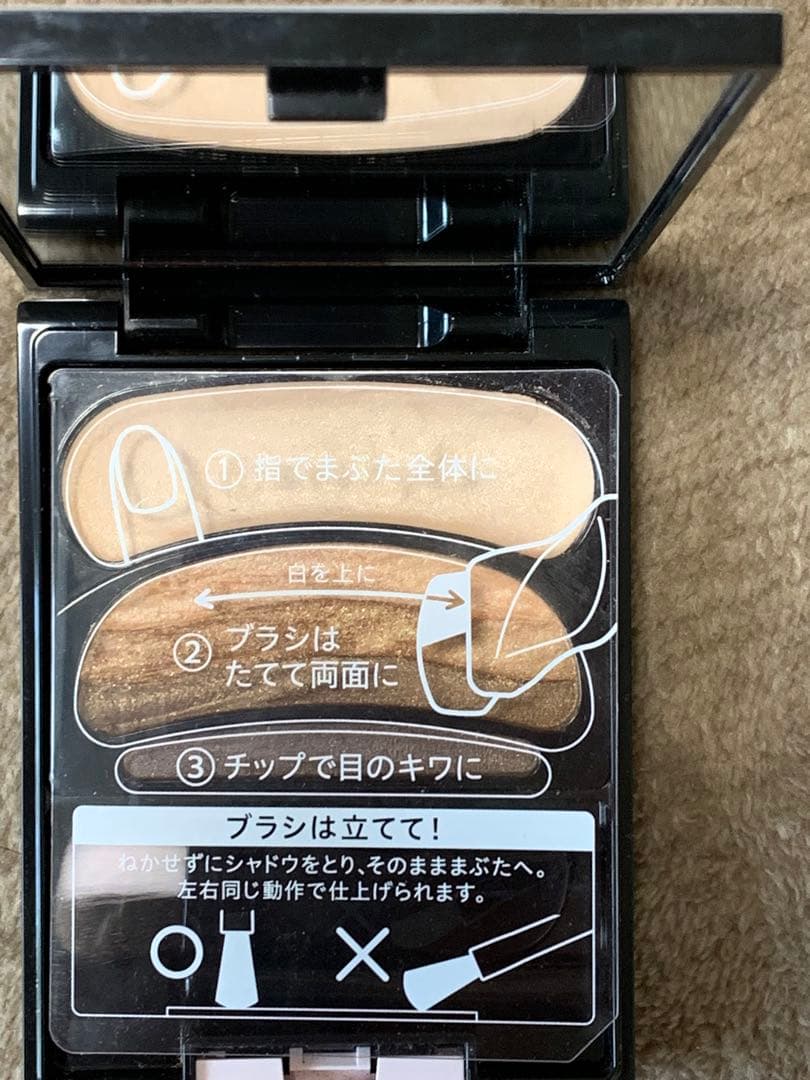 ① 指でまぶた全体に
白を上に
② ブラシは
たてて両面に
③ チップで目のキワに
ブラシは立てて！
ねかせずにシャドウをとり、そのまままぶたへ。
左右同じ動作で仕上げられます。